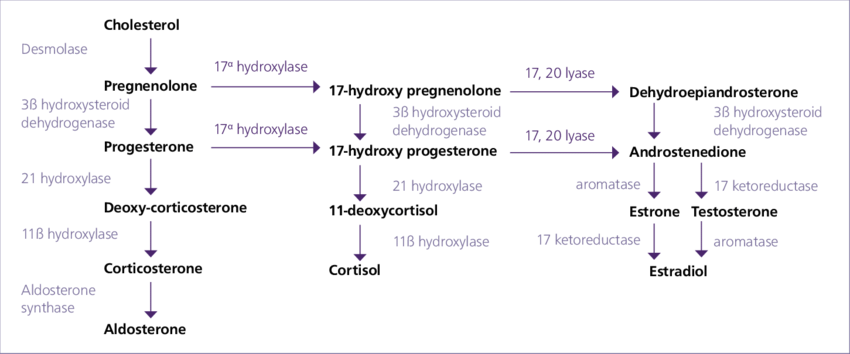 Cholesterol
Desmolase
17α hydroxylase
17, 20 lyase
Pregnenolone
17-hydroxy pregnenolone
Dehydroepiandrosterone
3ß hydroxysteroid
dehydrogenase
3ß hydroxysteroid
dehydrogenase
3ß hydroxysteroid
dehydrogenase
17α hydroxylase
17, 20 lyase
Progesterone
17-hydroxy progesterone
Androstenedione
21 hydroxylase
21 hydroxylase
aromatase
17 ketoreductase
Deoxy-corticosterone
11-deoxycortisol
Estrone
Testosterone
11ß hydroxylase
11ß hydroxylase
17 ketoreductase
aromatase
Corticosterone
Cortisol
Estradiol
Aldosterone
synthase
Aldosterone